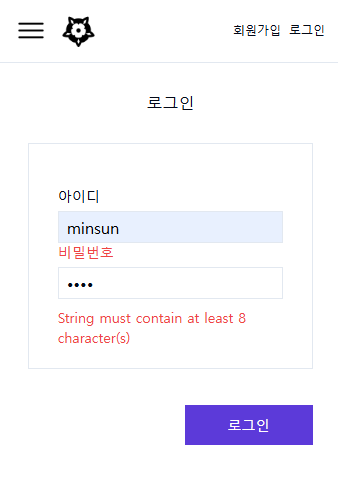 회원가입 로그인
로그인
아이디
minsun
비밀번호
••••
String must contain at least 8
character(s)
로그인